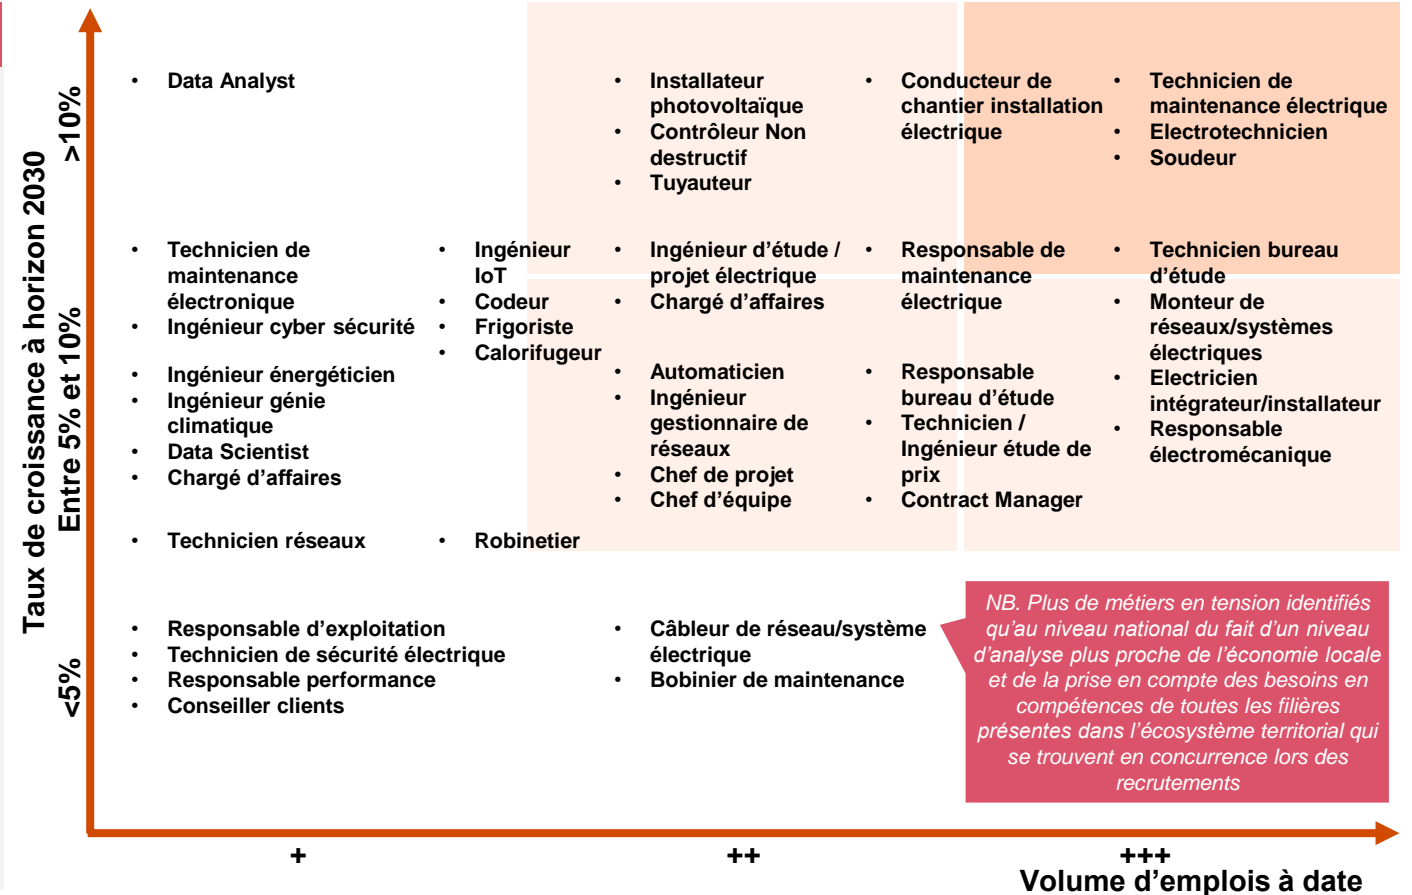 Taux de croissance à horizon 2030
>10%
Entre 5% et 10%
<5%
• Data Analyst
• Installateur
photovoltaïque
• Contrôleur Non
destructif
• Tuyauteur
• Conducteur de
chantier installation
électrique
• Technicien de
maintenance électrique
• Electrotechnicien
• Soudeur
• Technicien de
maintenance
électronique
• Ingénieur cyber sécurité
• Ingénieur énergéticien
• Ingénieur génie
climatique
• Data Scientist
• Chargé d’affaires
• Technicien réseaux
• Ingénieur
IoT
• Codeur
• Frigoriste
• Calorifugeur
• Robinetier
• Ingénieur d’étude /
projet électrique
• Chargé d’affaires
• Automaticien
• Ingénieur
gestionnaire de
réseaux
• Chef de projet
• Chef d’équipe
• Responsable de
maintenance
électrique
• Responsable
bureau d’étude
• Technicien /
Ingénieur étude de
prix
• Contract Manager
• Technicien bureau
d’étude
• Monteur de
réseaux/systèmes
électriques
• Electricien
intégrateur/installateur
• Responsable
électromécanique
• Responsable d’exploitation
• Technicien de sécurité électrique
• Responsable performance
• Conseiller clients
• Câbleur de réseau/système
électrique
• Bobinier de maintenance
NB. Plus de métiers en tension identifiés
qu’au niveau national du fait d’un niveau
d’analyse plus proche de l’économie locale
et de la prise en compte des besoins en
compétences de toutes les filières
présentes dans l’écosystème territorial qui
se trouvent en concurrence lors des
recrutements
+
++
+++
Volume d’emplois à date